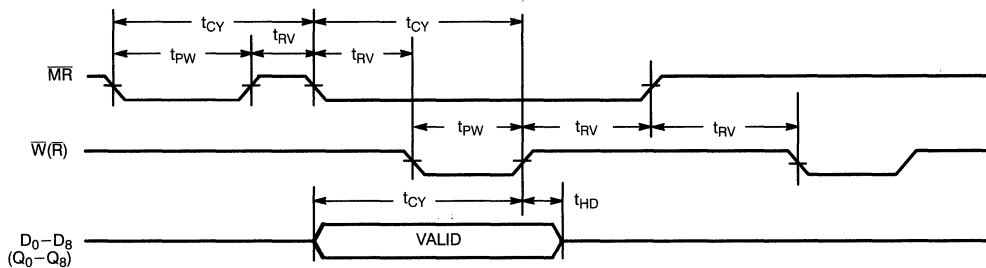 tCY tCY
tPW tRV tRV
MR
tPW tRV tRV
W(R)
tCY tHD
D0–D8 VALID
(Q0–Q8)